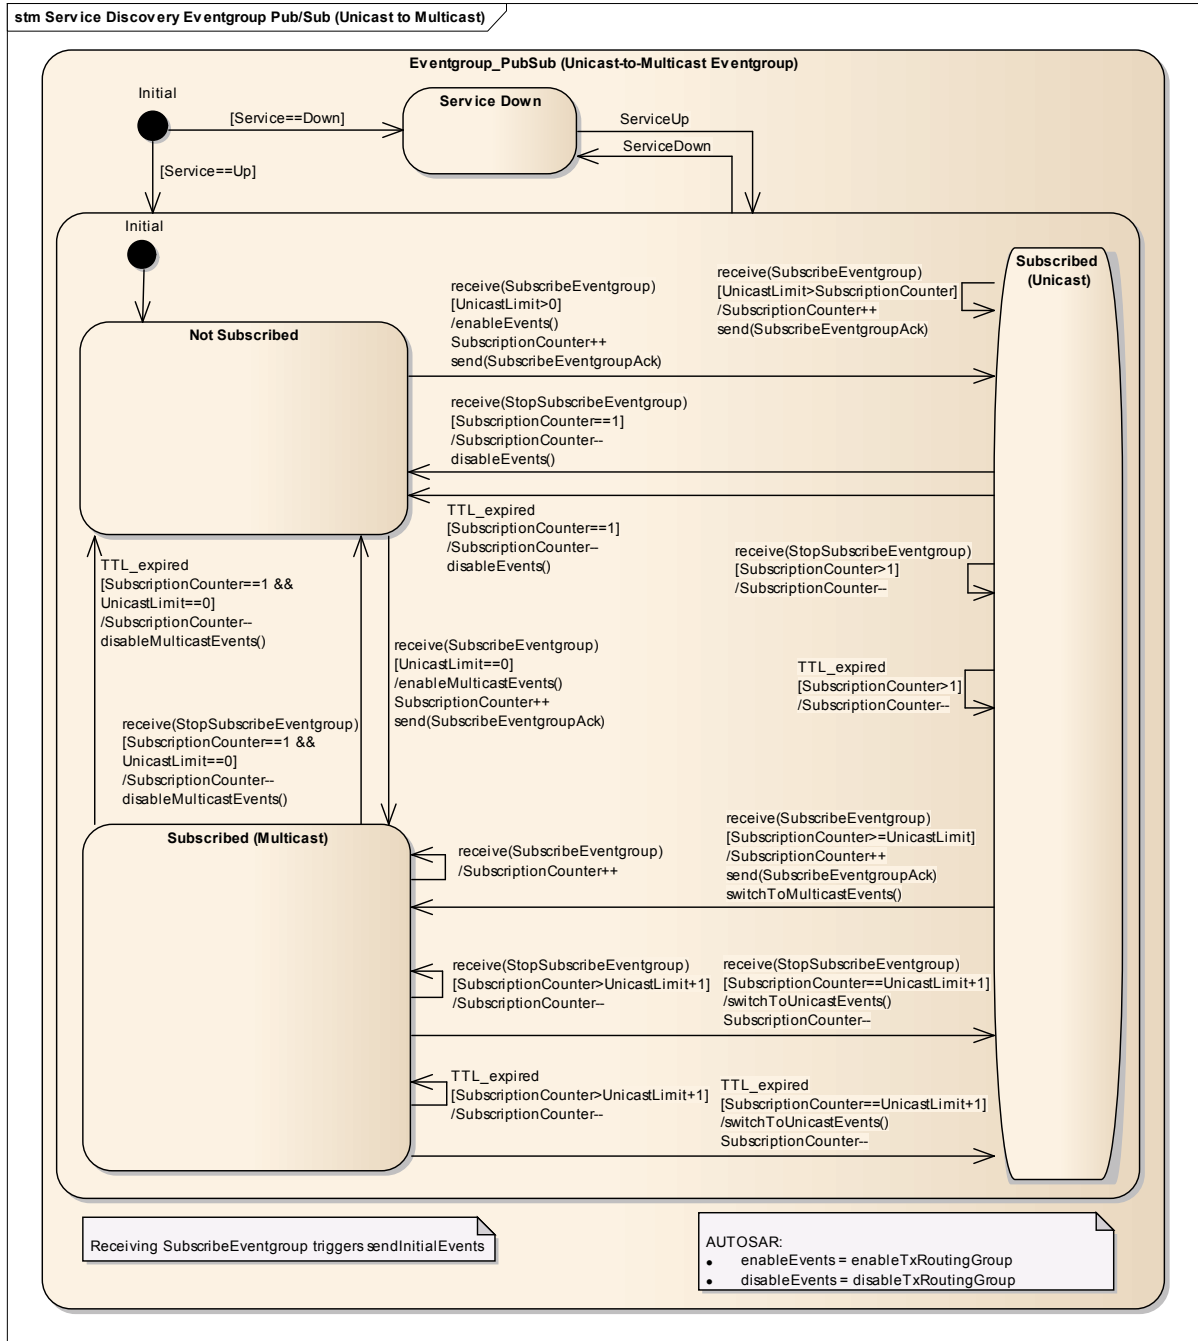 stm Service Discovery Eventgroup Pub/Sub (Unicast to Multicast)
Eventgroup_PubSub (Unicast-to-Multicast Eventgroup)
Initial
Service Down
[Service==Down]
ServiceUp
ServiceDown
[Service==Up]
Initial
Not Subscribed
receive(SubscribeEventgroup)
[UnicastLimit>0]
/enableEvents()
SubscriptionCounter++
send(SubscribeEventgroupAck)
receive(SubscribeEventgroup)
[UnicastLimit>SubscriptionCounter]
/SubscriptionCounter++
send(SubscribeEventgroupAck)
Subscribed
(Unicast)
receive(StopSubscribeEventgroup)
[SubscriptionCounter==1]
/SubscriptionCounter--
disableEvents()
TTL_expired
[SubscriptionCounter==1]
/SubscriptionCounter--
disableEvents()
receive(StopSubscribeEventgroup)
[SubscriptionCounter>1]
/SubscriptionCounter--
TTL_expired
[SubscriptionCounter==1 &&
UnicastLimit==0]
/SubscriptionCounter--
disableMulticastEvents()
receive(SubscribeEventgroup)
[UnicastLimit==0]
/enableMulticastEvents()
SubscriptionCounter++
send(SubscribeEventgroupAck)
TTL_expired
[SubscriptionCounter>1]
/SubscriptionCounter--
receive(StopSubscribeEventgroup)
[SubscriptionCounter==1 &&
UnicastLimit==0]
/SubscriptionCounter--
disableMulticastEvents()
Subscribed (Multicast)
receive(SubscribeEventgroup)
/SubscriptionCounter++
receive(SubscribeEventgroup)
[SubscriptionCounter>=UnicastLimit]
/SubscriptionCounter++
send(SubscribeEventgroupAck)
switchToMulticastEvents()
receive(StopSubscribeEventgroup)
[SubscriptionCounter>UnicastLimit+1]
/SubscriptionCounter--
receive(StopSubscribeEventgroup)
[SubscriptionCounter==UnicastLimit+1]
/switchToUnicastEvents()
SubscriptionCounter--
TTL_expired
[SubscriptionCounter>UnicastLimit+1]
/SubscriptionCounter--
TTL_expired
[SubscriptionCounter==UnicastLimit+1]
/switchToUnicastEvents()
SubscriptionCounter--
Receiving SubscribeEventgroup triggers sendInitialEvents
AUTOSAR:
• enableEvents = enableTxRoutingGroup
• disableEvents = disableTxRoutingGroup